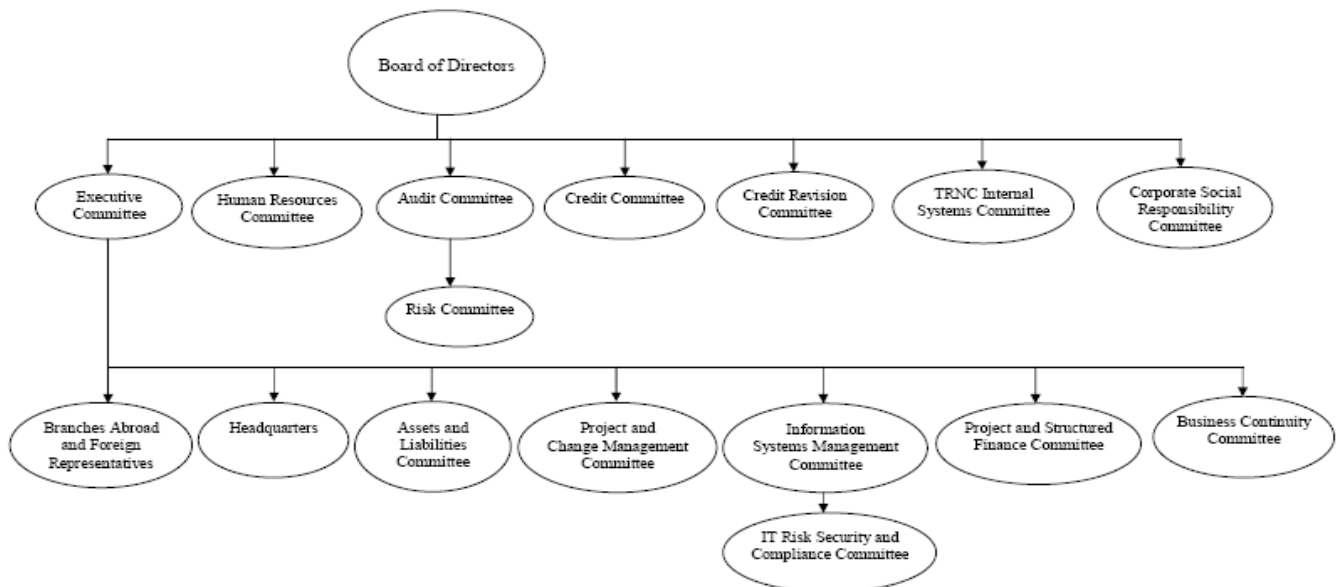 Board of Directors
Executive
Committee
Human Resources
Committee
Audit Committee
Credit Committee
Credit Revision
Committee
TRNC Internal
Systems Committee
Corporate Social
Responsibility
Committee
Risk Committee
Branches Abroad
and Foreign
Representatives
Headquarters
Assets and
Liabilities
Committee
Project and
Change Management
Committee
Information
Systems Management
Committee
Project and Structured
Finance Committee
Business Continuity
Committee
IT Risk Security and
Compliance Committee